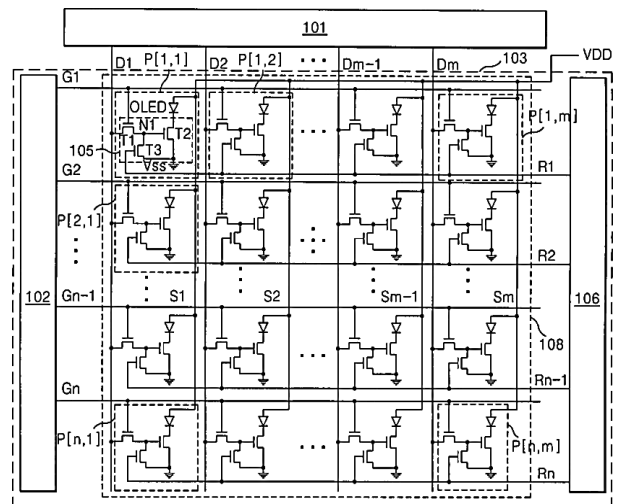 101
D1 P[1,1] D2 P[1,2] ... Dm-1 Dm 103 VDD
G1
OLED
N1
T2
105 T1
T3
Vss
P[1,m]
R1
G2
P[2,1]
R2
Gn-1 S1 S2 Sm-1 Sm
102
106
108
Rn-1
Gn
P[n,1]
P[n,m]
Rn